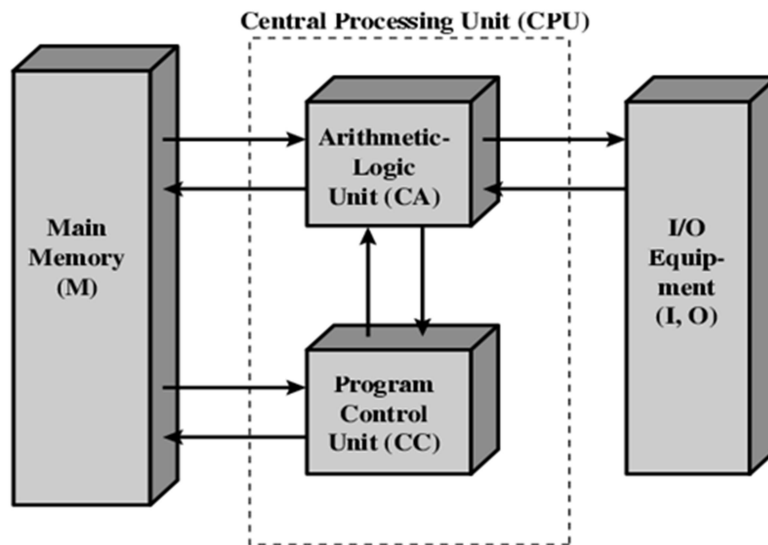 Central Processing Unit (CPU)
Main
Memory
(M)
Arithmetic-
Logic
Unit (CA)
Program
Control
Unit (CC)
I/O
Equip-
ment
(I, O)